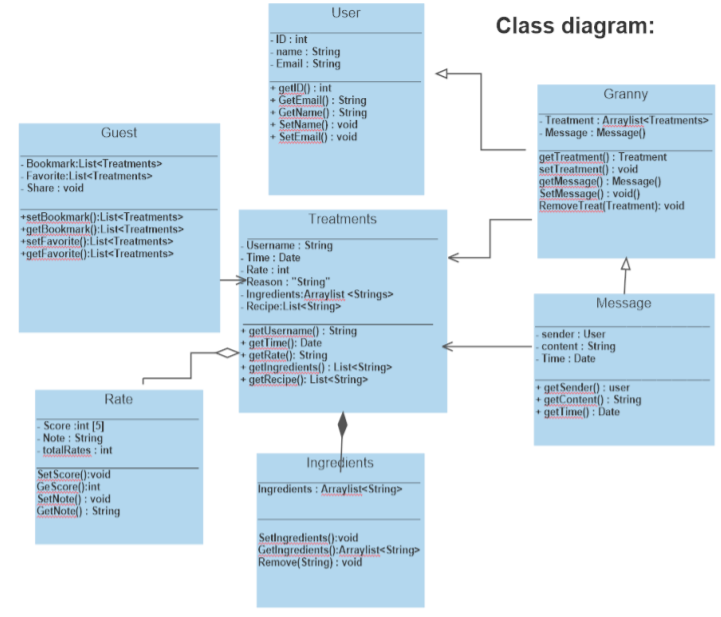 Class diagram:
User
- ID : int
- name : String
- Email : String
+ getID() : int
+ GetEmail() : String
+ GetName() : String
+ SetName() : void
+ SetEmail() : void
Granny
- Treatment : Arraylist<Treatments>
- Message : Message()
getTreatment() : Treatment
setTreatment() : void
getMessage() : Message()
SetMessage() : void()
RemoveTreat(Treatment): void
Guest
- Bookmark:List<Treatments>
- Favorite:List<Treatments>
- Share : void
+setBookmark():List<Treatments>
+getBookmark():List<Treatments>
+setFavorite():List<Treatments>
+getFavorite():List<Treatments>
Treatments
- Username : String
- Time : Date
- Rate : int
Reason : "String"
- Ingredients:Arraylist <Strings>
- Recipe:List<String>
+ getUsername() : String
+ getTime(): Date
+ getRate(): String
+ getIngredients() : List<String>
+ getRecipe(): List<String>
Message
- sender : User
- content : String
- Time : Date
+ getSender() : user
+ getContent() : String
+ getTime() : Date
Rate
- Score :int [5]
- Note : String
- totalRates : int
SetScore():void
GeScore():int
SetNote() : void
GetNote() : String
Ingredients
Ingredients : Arraylist<String>
SetIngredients():void
GetIngredients():Arraylist<String>
Remove(String) : void